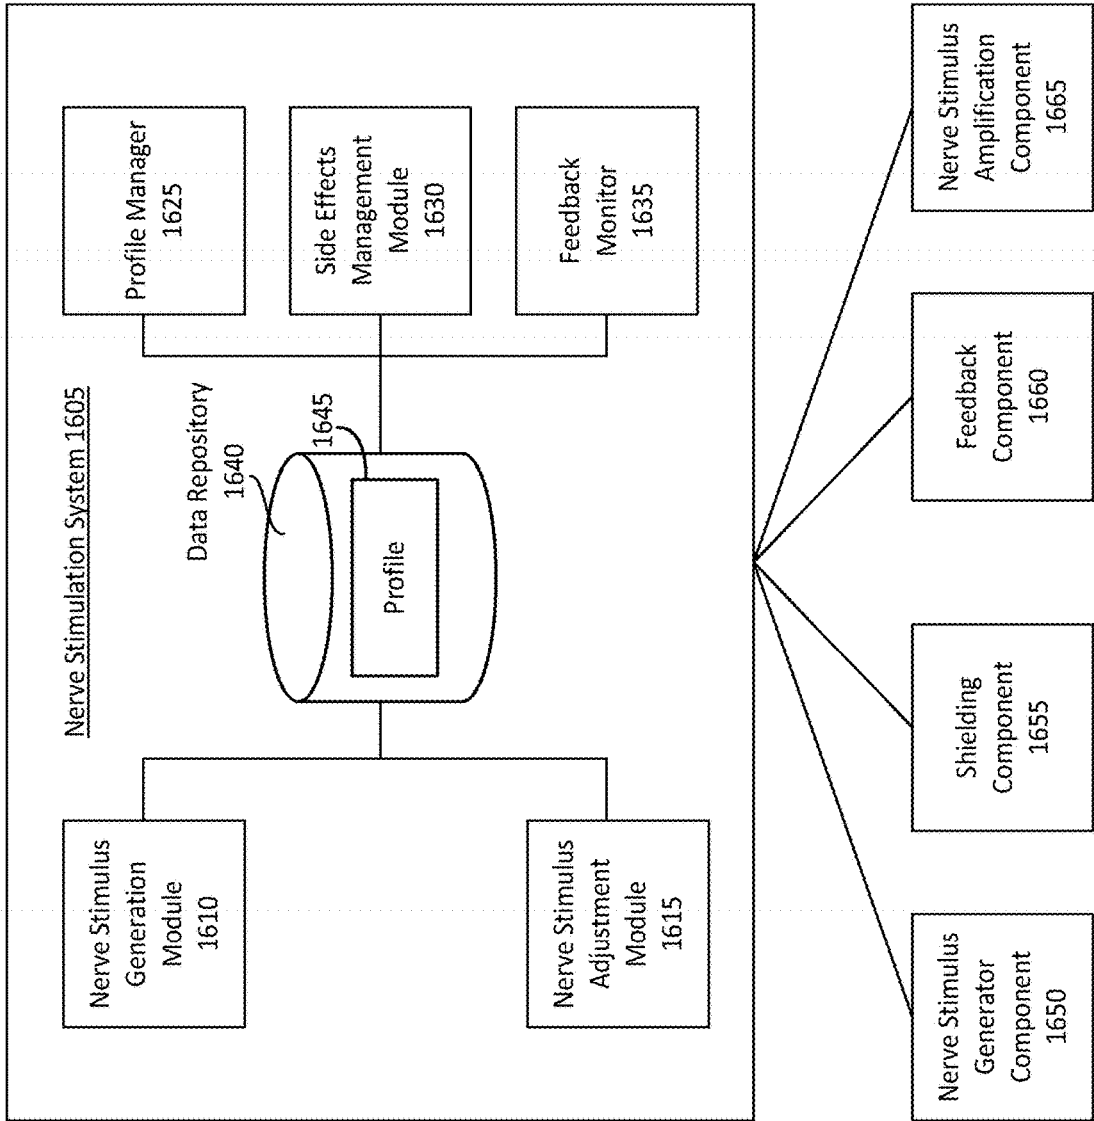 Nerve Stimulation System 1605
Nerve Stimulus
Generation
Module
1610
Nerve Stimulus
Adjustment Module
1615
Data Repository
1640
1645
Profile
Profile Manager
1625
Side Effects
Management
Module
1630
Feedback
Monitor
1635
Nerve Stimulus
Generator
Component
1650
Shielding
Component
1655
Feedback
Component
1660
Nerve Stimulus
Amplification
Component
1665